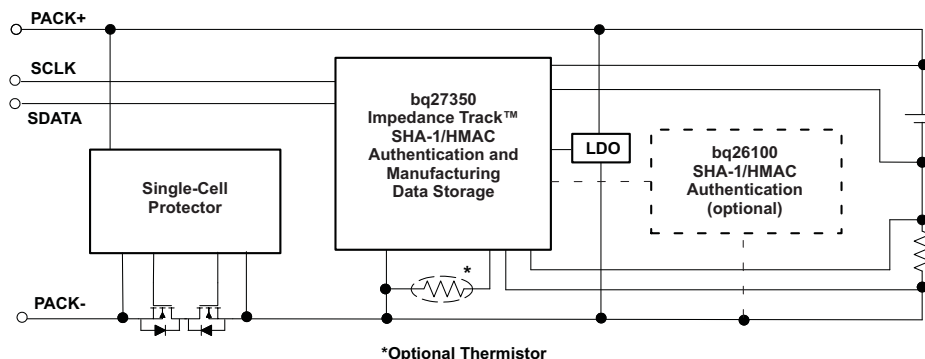 PACK+
SCLK
SDATA
bq27350
Impedance Track™
SHA-1/HMAC
Authentication and
Manufacturing
Data Storage
LDO
bq26100
SHA-1/HMAC
Authentication
(optional)
Single-Cell
Protector
*
PACK-
*Optional Thermistor